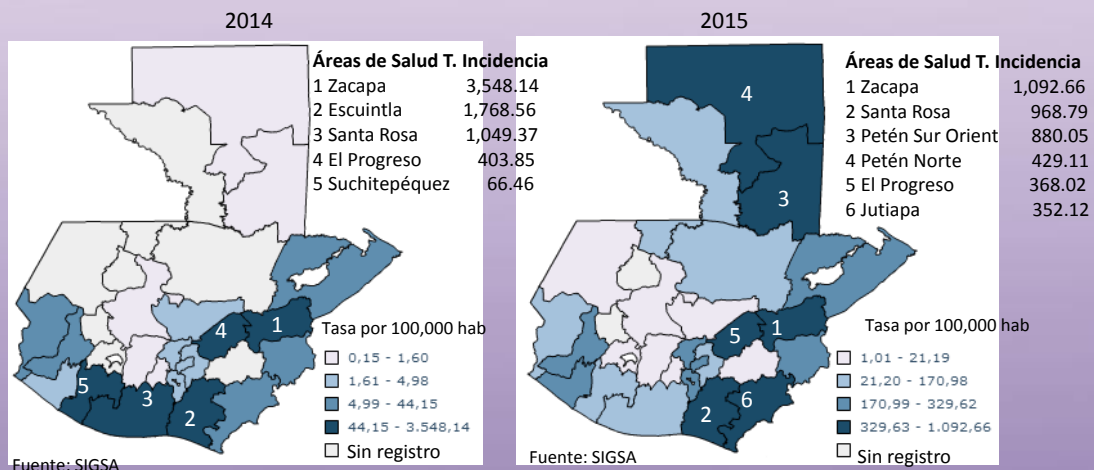 2014
Áreas de Salud T. Incidencia
1 Zacapa 3,548.14
2 Escuintla 1,768.56
3 Santa Rosa 1,049.37
4 El Progreso 403.85
5 Suchitepéquez 66.46
4
1
5
3
2
Tasa por 100,000 hab
0,15 - 1,60
1,61 - 4,98
4,99 - 44,15
44,15 - 3.548,14
Sin registro
Fuente: SIGSA
2015
Áreas de Salud T. Incidencia
1 Zacapa 1,092.66
2 Santa Rosa 968.79
3 Petén Sur Orient 880.05
4 Petén Norte 429.11
5 El Progreso 368.02
6 Jutiapa 352.12
4
3
5
1
2
6
Tasa por 100,000 hab
1,01 - 21,19
21,20 - 170,98
170,99 - 329,62
329,63 - 1.092,66
Sin registro
Fuente: SIGSA